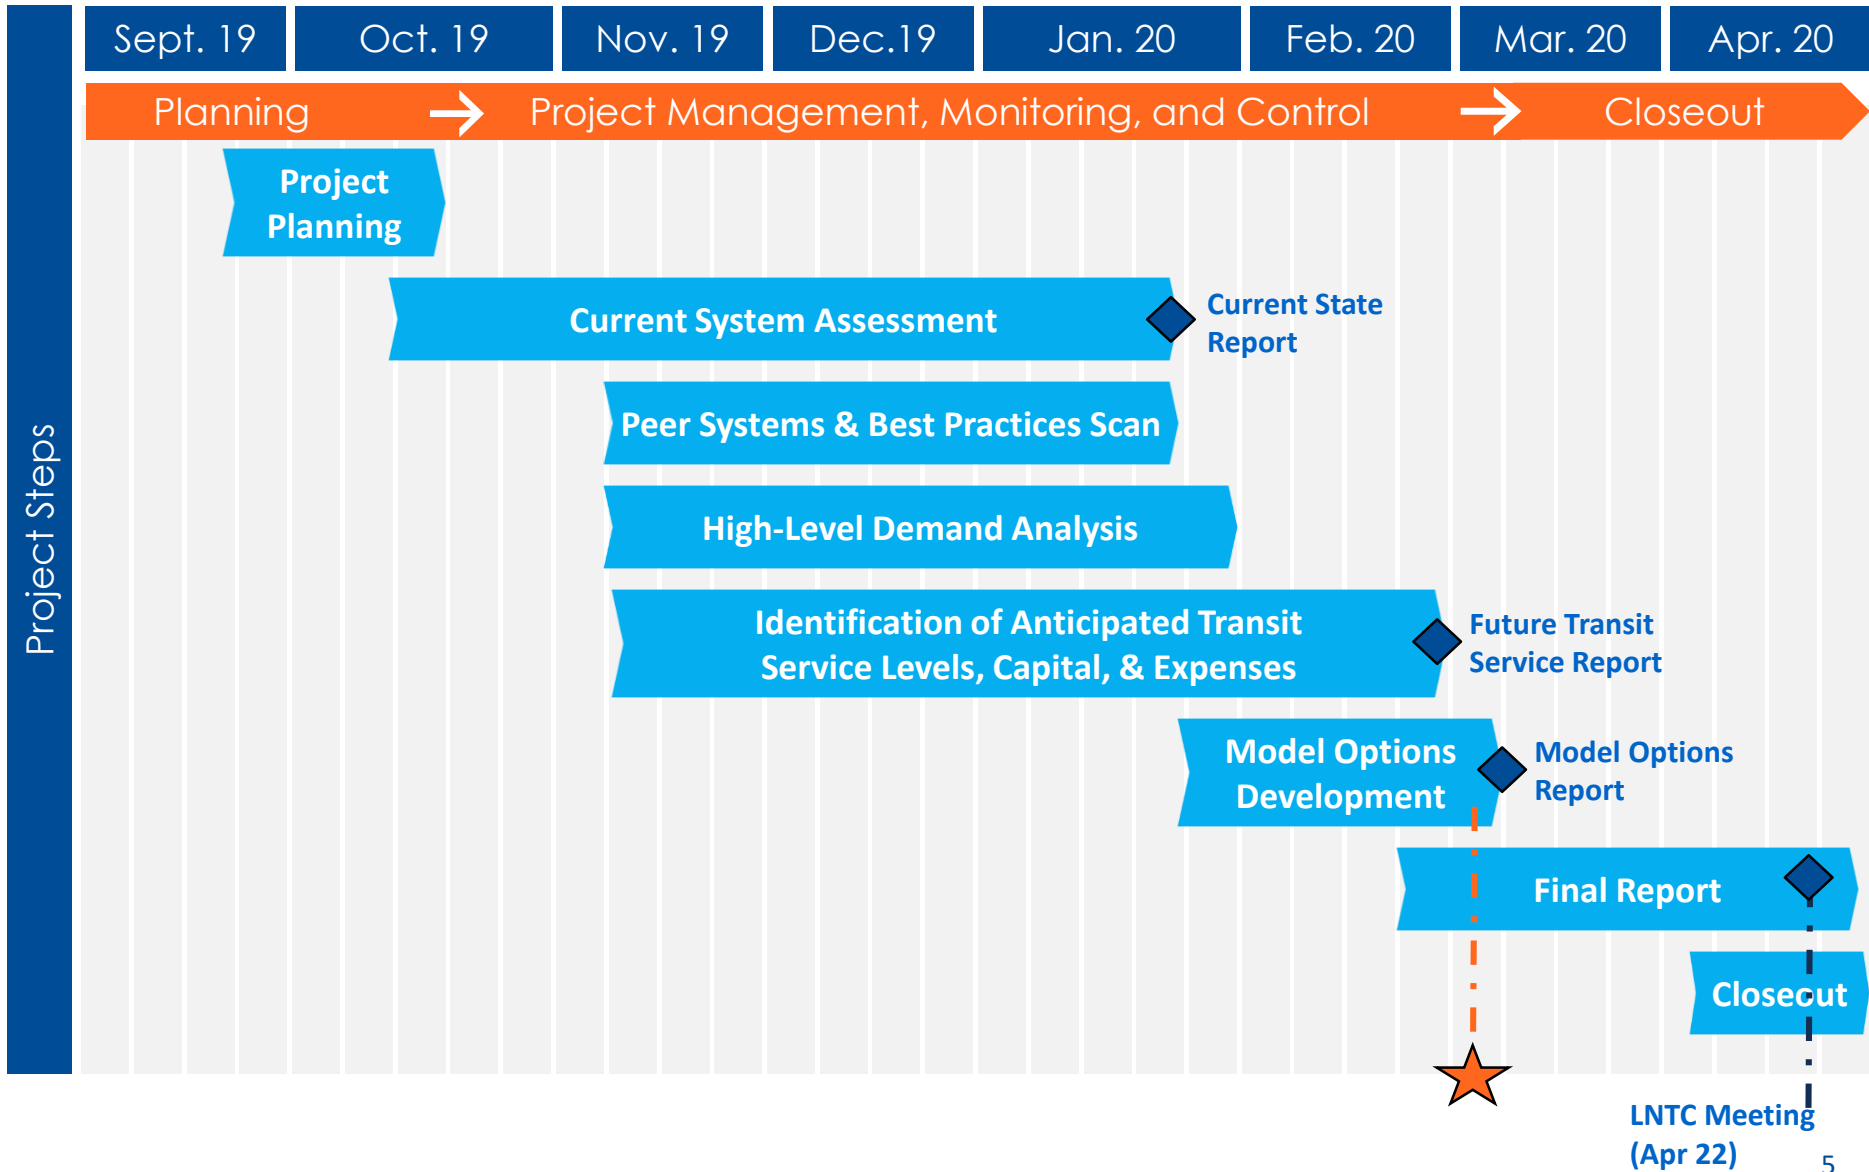 Sept. 19
Oct. 19
Nov. 19
Dec.19
Jan. 20
Feb. 20
Mar. 20
Apr. 20
Planning
Project Management, Monitoring, and Control
Closeout
Project Steps
Project
Planning
Current System Assessment
Current State
Report
Peer Systems & Best Practices Scan
High-Level Demand Analysis
Identification of Anticipated Transit
Service Levels, Capital, & Expenses
Future Transit
Service Report
Model Options
Development
Model Options
Report
Final Report
Closeout
LNTC Meeting
(Apr 22)
5